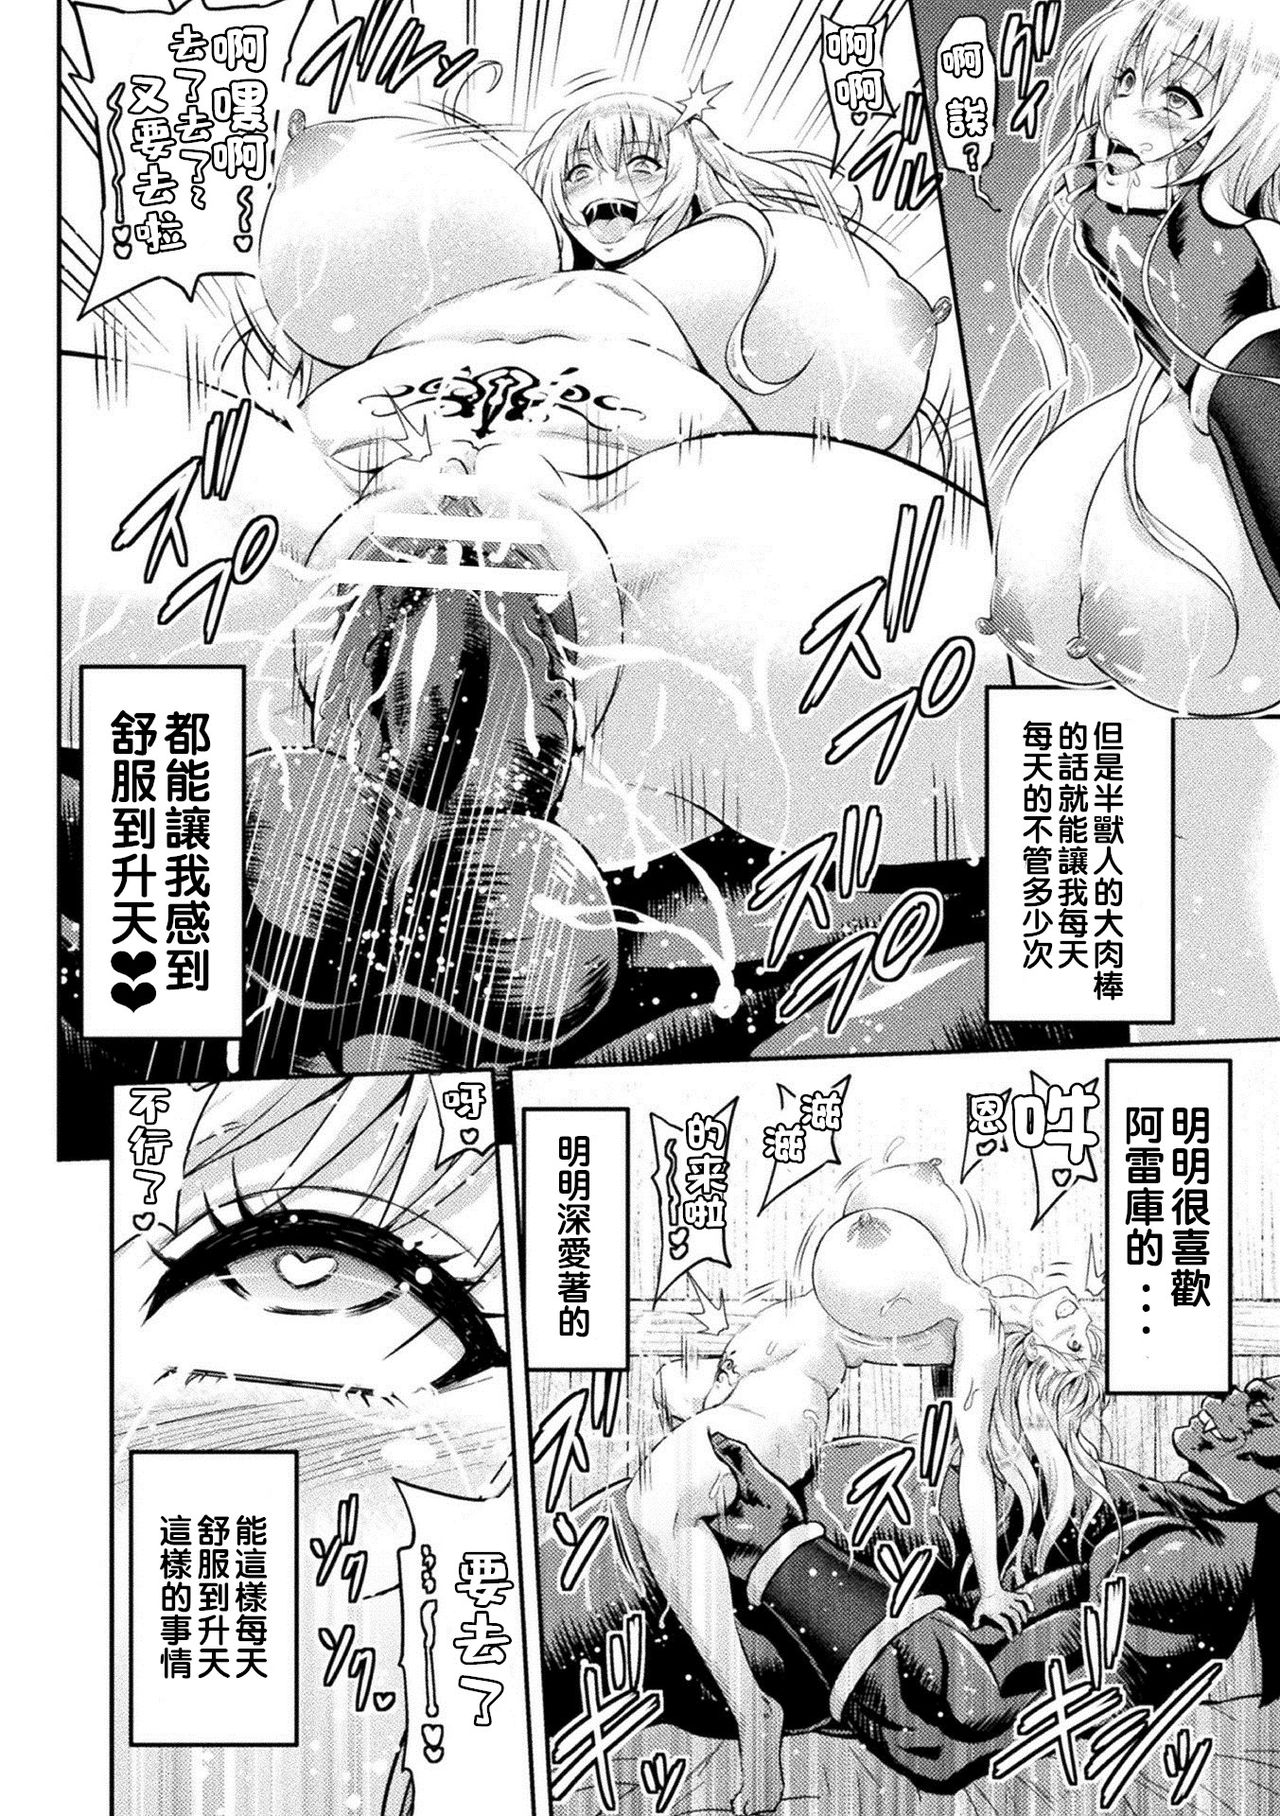 啊
誒?
啊
啊
啊嘿啊
去了去了~
又要去啦
但是半獸人的大肉棒
的話就能讓我每天
每天的不管多少次
都能讓我感到
舒服到升天❤❤
明明很喜歡
阿雷庫的...
恩
滋
滋
的来啦
明明深愛著的
呀
不行了
要去了
能這樣每天
舒服到升天
這樣的事情